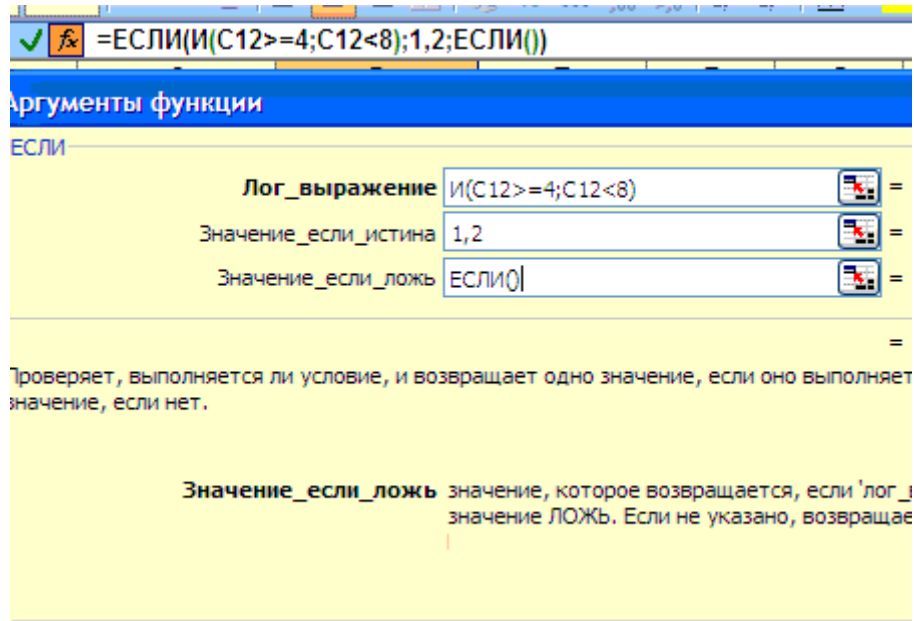 =ЕСЛИ(И(C12>=4;C12<8);1,2;ЕСЛИ())
Аргументы функции
ЕСЛИ
Лог_выражение И(C12>=4;C12<8) =
Значение_если_истина 1,2 =
Значение_если_ложь ЕСЛИ() =
=
Проверяет, выполняется ли условие, и возвращает одно значение, если оно выполняет
значение, если нет.
Значение_если_ложь значение, которое возвращается, если 'лог_
значение ЛОЖЬ. Если не указано, возвращае